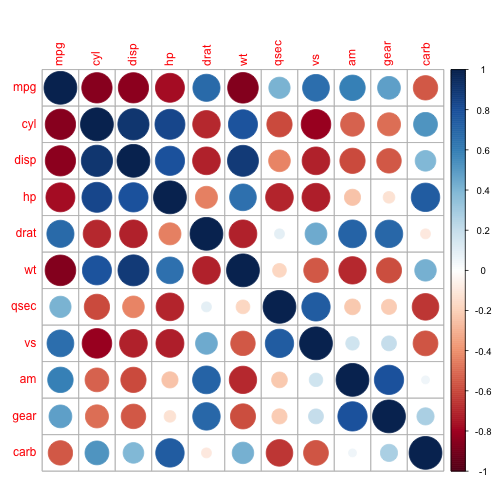 mpg cyl disp hp drat wt qsec vs am gear carb
mpg
cyl
disp
hp
drat
wt
qsec
vs
am
gear
carb
1
0.8
0.6
0.4
0.2
0
-0.2
-0.4
-0.6
-0.8
-1